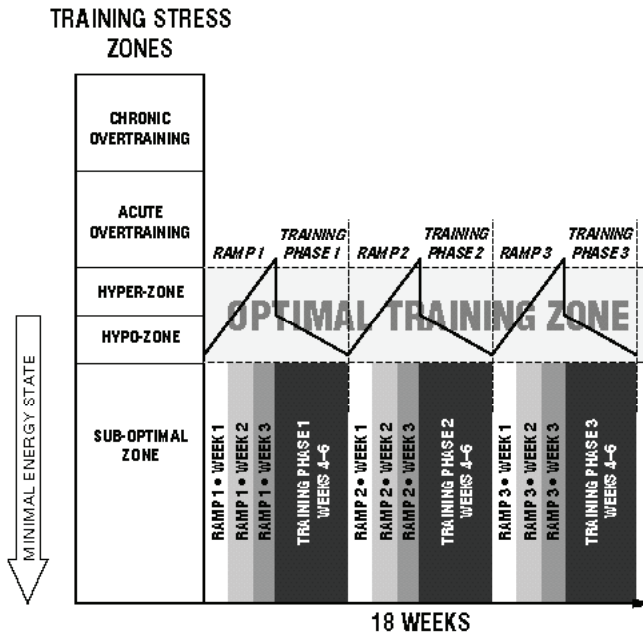 TRAINING STRESS
ZONES
CHRONIC
OVERTRAINING
ACUTE
OVERTRAINING
HYPER-ZONE
HYPO-ZONE
SUB-OPTIMAL
ZONE
MINIMAL ENERGY STATE
RAMP 1
TRAINING
PHASE 1
RAMP 2
TRAINING
PHASE 2
RAMP 3
TRAINING
PHASE 3
OPTIMAL TRAINING ZONE
RAMP 1 • WEEK 1
RAMP 1 • WEEK 2
RAMP 1 • WEEK 3
TRAINING PHASE 1
WEEKS 4–6
RAMP 2 • WEEK 1
RAMP 2 • WEEK 2
RAMP 2 • WEEK 3
TRAINING PHASE 2
WEEKS 4–6
RAMP 3 • WEEK 1
RAMP 3 • WEEK 2
RAMP 3 • WEEK 3
TRAINING PHASE 3
WEEKS 4–6
18 WEEKS